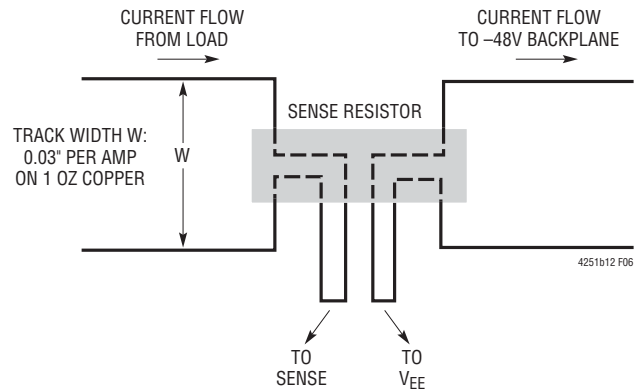 CURRENT FLOW
FROM LOAD
CURRENT FLOW
TO –48V BACKPLANE
SENSE RESISTOR
TRACK WIDTH W:
0.03" PER AMP
ON 1 OZ COPPER
W
4251b12 F06
TO
SENSE
TO
VEE